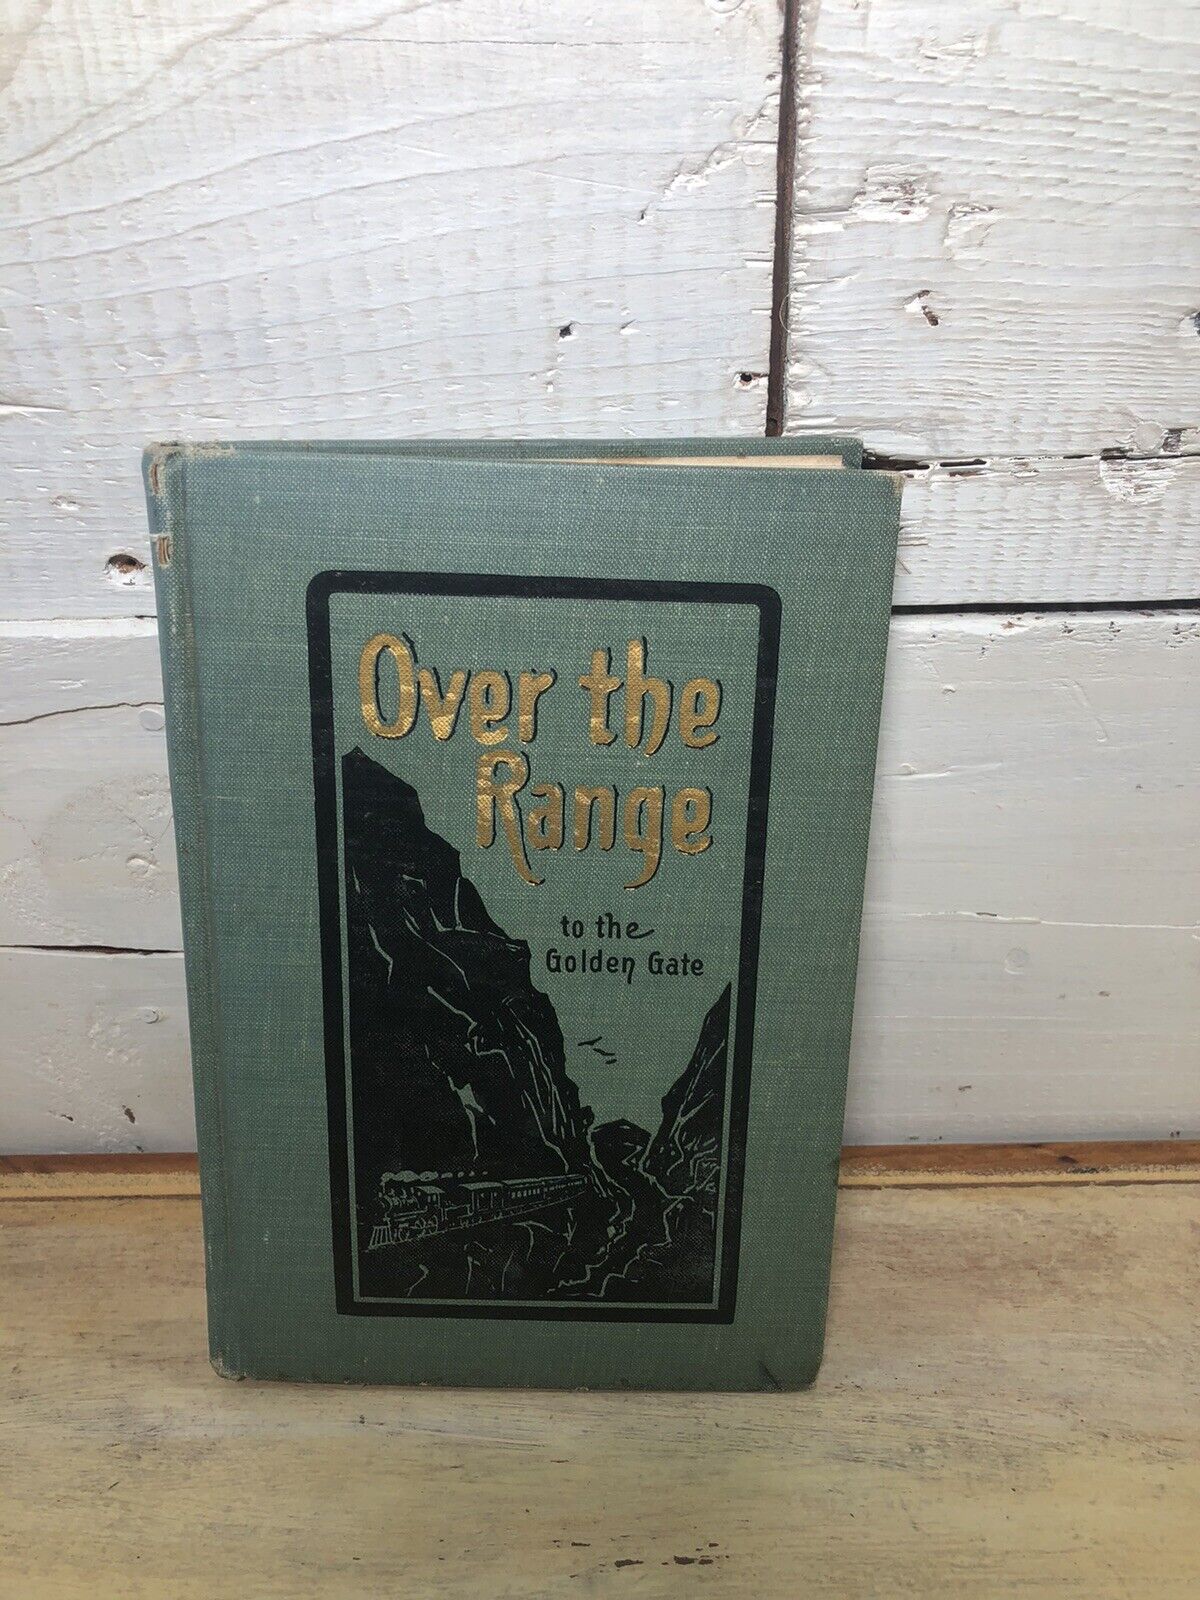 Over the
Range
to the
Golden Gate